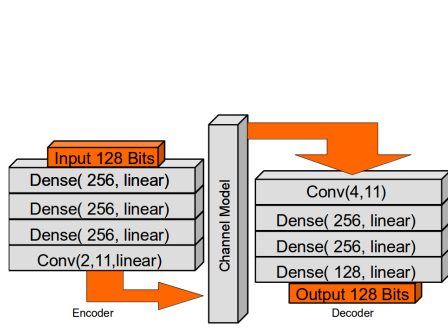 Input 128 Bits
Dense( 256, linear)
Dense( 256, linear)
Dense( 256, linear)
Conv(2,11,linear)
Encoder
Channel Model
Conv(4,11)
Dense( 256, linear)
Dense( 256, linear)
Dense( 128, linear)
Output 128 Bits
Decoder